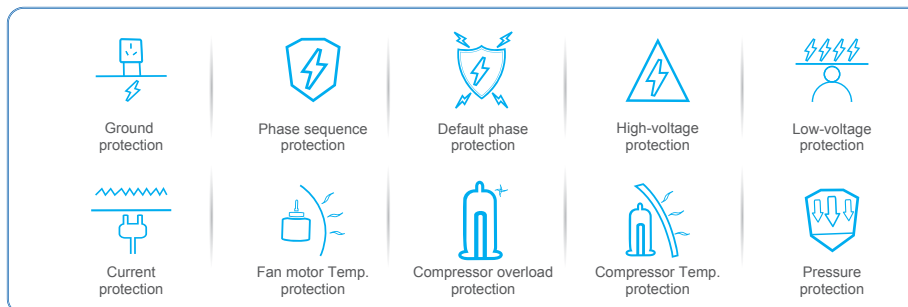 Ground
protection
Phase sequence
protection
Default phase
protection
High-voltage
protection
Low-voltage
protection
Current
protection
Fan motor Temp.
protection
Compressor overload
protection
Compressor Temp.
protection
Pressure
protection